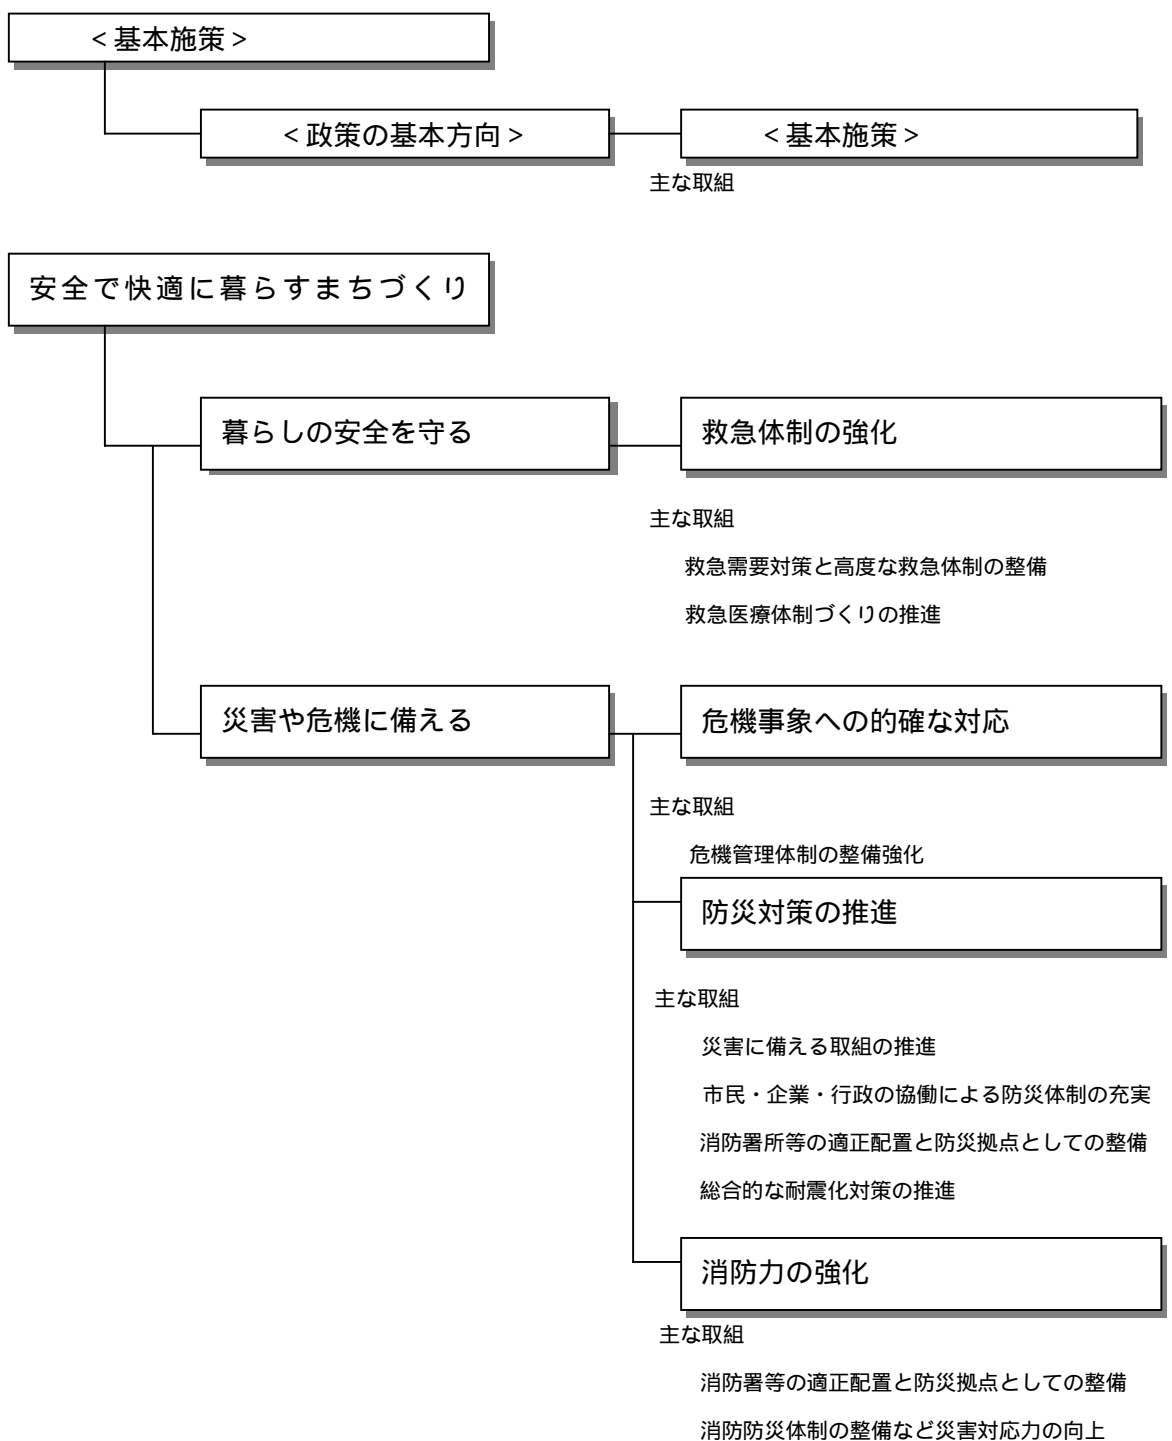 <基本施策>
<政策の基本方向>
<基本施策>
主な取組
安全で快適に暮らすまちづくり
暮らしの安全を守る
救急体制の強化
主な取組
救急需要対策と高度な救急体制の整備
救急医療体制づくりの推進
災害や危機に備える
危機事象への的確な対応
主な取組
危機管理体制の整備強化
防災対策の推進
主な取組
災害に備える取組の推進
市民・企業・行政の協働による防災体制の充実
消防署所等の適正配置と防災拠点としての整備
総合的な耐震化対策の推進
消防力の強化
主な取組
消防署等の適正配置と防災拠点としての整備
消防防災体制の整備など災害対応力の向上